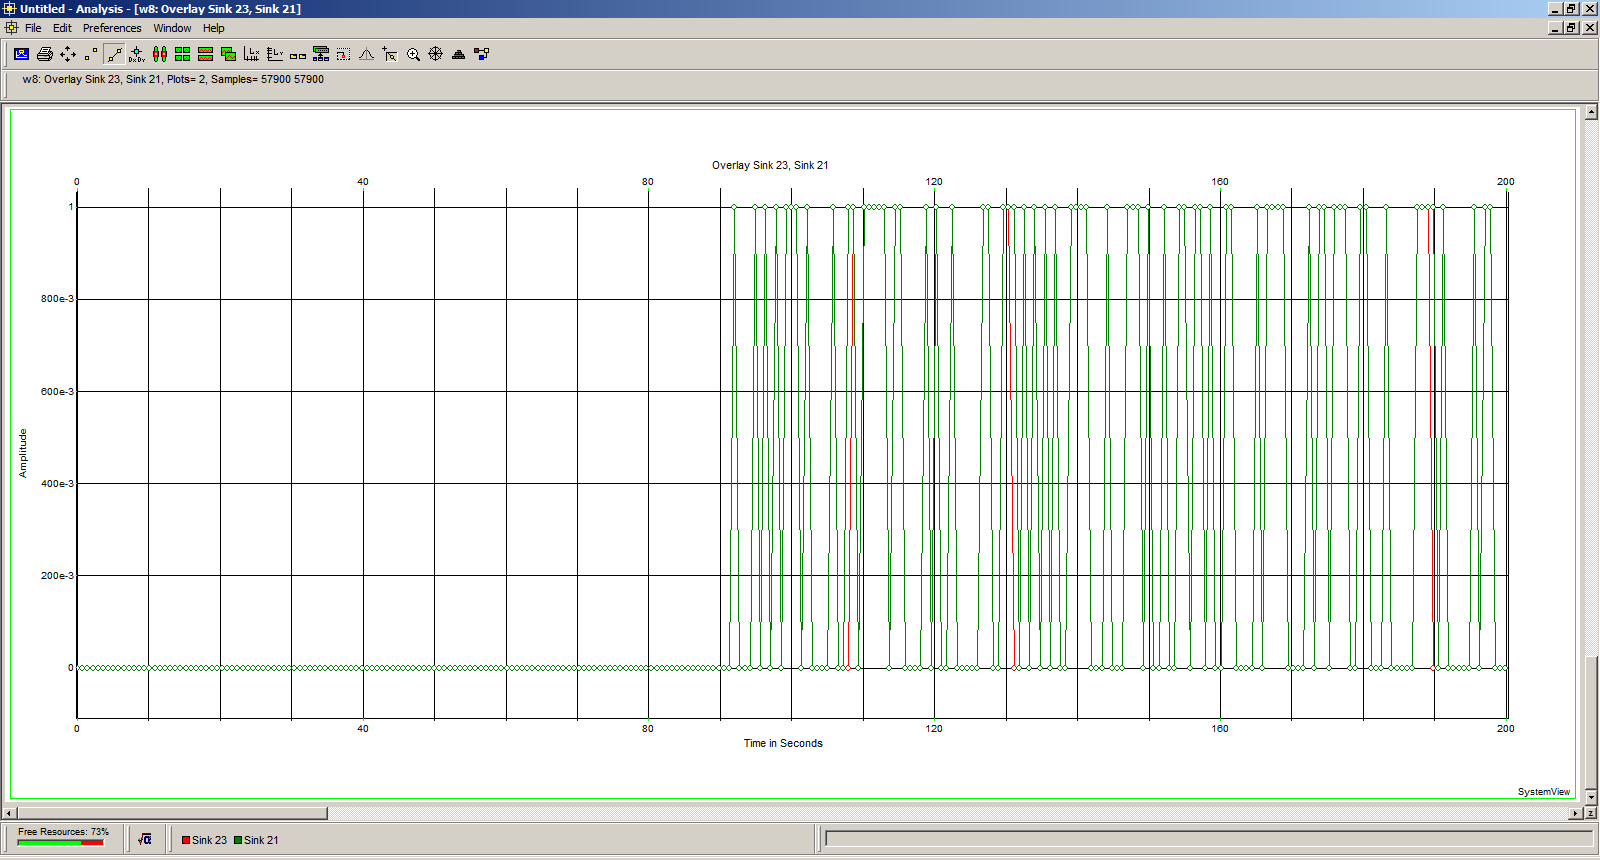 Untitled - Analysis - [w8: Overlay Sink 23, Sink 21]
File Edit Preferences Window Help
w8: Overlay Sink 23, Sink 21, Plots= 2, Samples= 57900 57900
Overlay Sink 23, Sink 21
0 40 80 120 160 200
1
800e-3
600e-3
Amplitude
400e-3
200e-3
0
0 40 80 120 160 200
Time in Seconds
SystemView
Free Resources: 73%
Sink 23 Sink 21